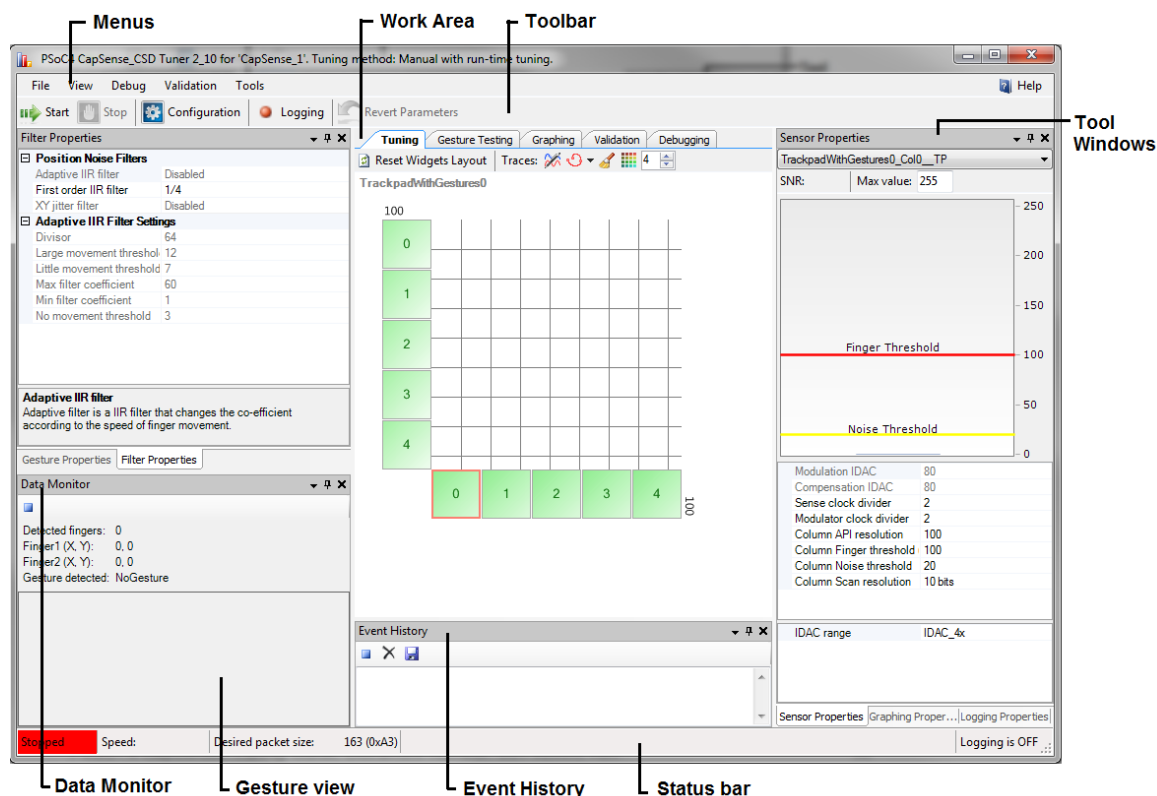 Menus
Work Area
Toolbar
PSoC4 CapSense_CSD Tuner 2_10 for 'CapSense_1'. Tuning method: Manual with run-time tuning.
File View Debug Validation Tools
Help
Start Stop Configuration Logging Revert Parameters
Filter Properties
Position Noise Filters
Adaptive IIR filter Disabled
First order IIR filter 1/4
XY jitter filter Disabled
Adaptive IIR Filter Settings
Divisor 64
Large movement threshol 12
Little movement threshold 7
Max filter coefficient 60
Min filter coefficient 1
No movement threshold 3
Adaptive IIR filter
Adaptive filter is a IIR filter that changes the co-efficient
according to the speed of finger movement.
Gesture Properties Filter Properties
Data Monitor
Detected fingers: 0
Finger1 (X, Y): 0, 0
Finger2 (X, Y): 0, 0
Gesture detected: NoGesture
Tuning Gesture Testing Graphing Validation Debugging
Reset Widgets Layout Traces: 4
TrackpadWithGestures0
100
0
1
2
3
4
0 1 2 3 4
100
Event History
Sensor Properties
Tool
Windows
TrackpadWithGestures0_Col0__TP
SNR: Max value: 255
250
200
150
Finger Threshold
100
50
Noise Threshold
0
Modulation IDAC 80
Compensation IDAC 80
Sense clock divider 2
Modulator clock divider 2
Column API resolution 100
Column Finger threshold 100
Column Noise threshold 20
Column Scan resolution 10 bits
IDAC range IDAC_4x
Sensor Properties Graphing Proper... Logging Properties
Stopped Speed: Desired packet size: 163 (0xA3)
Logging is OFF
Data Monitor
Gesture view
Event History
Status bar